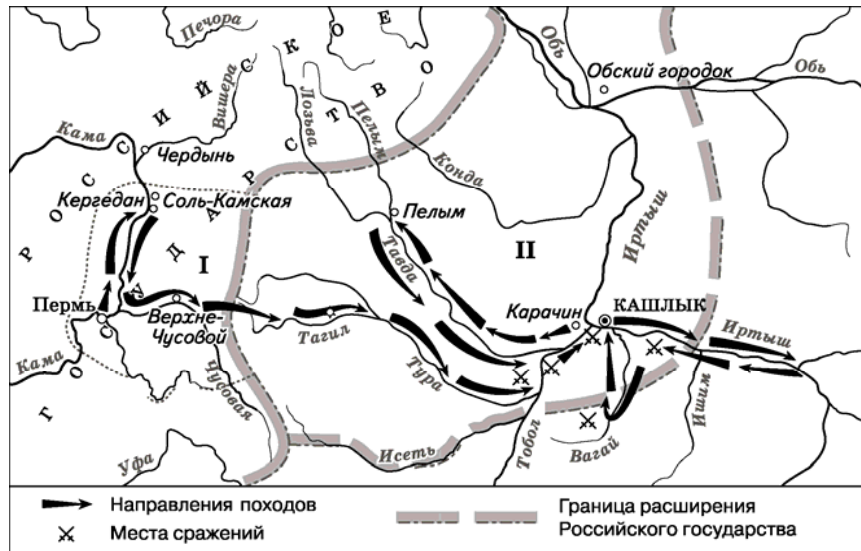 Печора
Обь
Обь
Обский городок
РОССИЙСКОЕ
ГОСУДАРСТВО
Вишера
Лозьва
Пелым
Кама
Чердынь
Конда
Кергедан
Соль-Камская
Пелым
I
II
Иртыш
Тавда
Пермь
Верхне-
Чусовой
Карачин
КАШЛЫК
Иртыш
Тагил
Кама
Чусовая
Тура
Ишим
Тобол
Вагай
Исеть
Уфа
Направления походов
Места сражений
Граница расширения
Российского государства